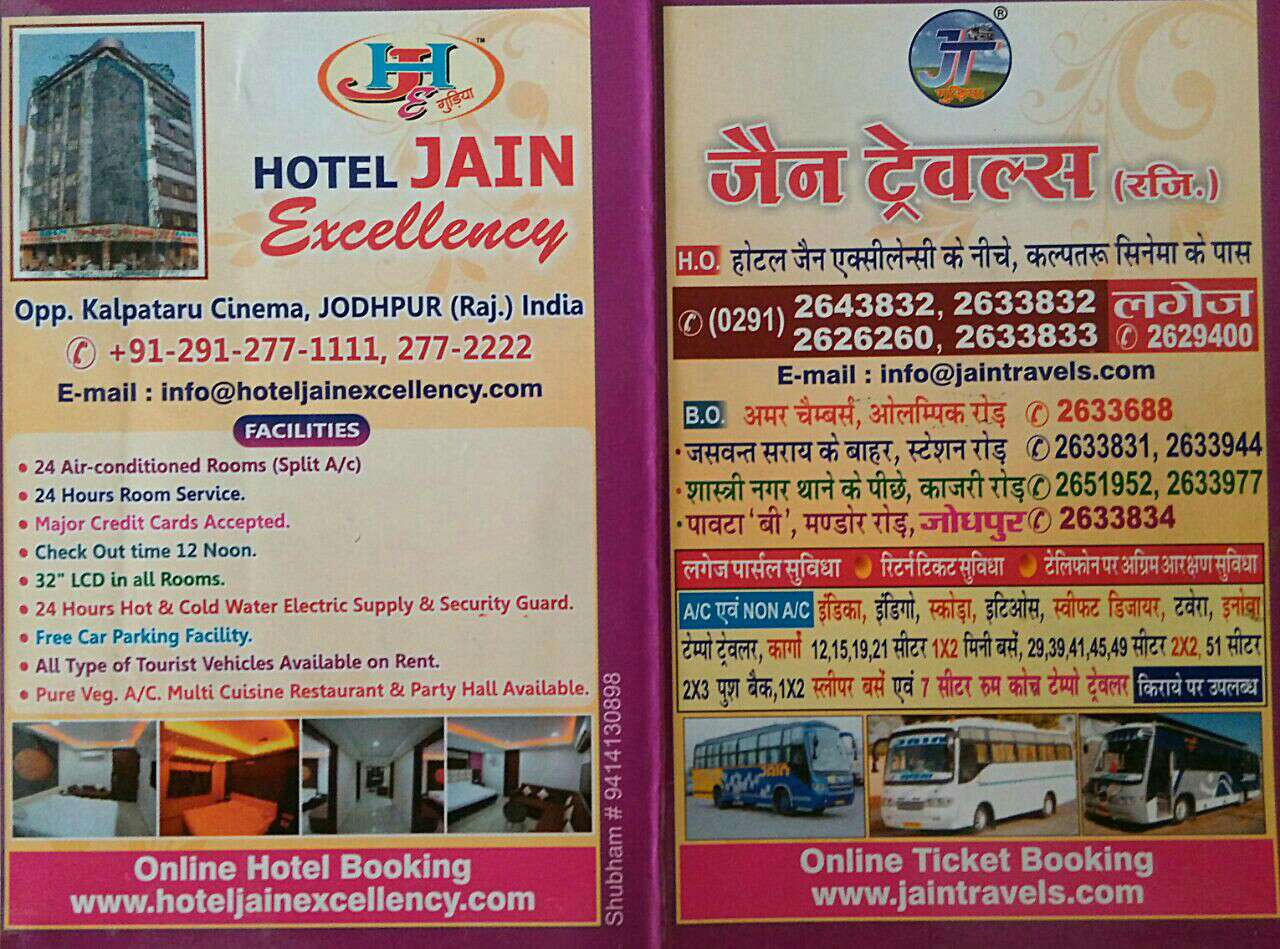 JHE ™
गुड़िया
HOTEL JAIN
Excellency
Opp. Kalpataru Cinema, JODHPUR (Raj.) India
✆ +91-291-277-1111, 277-2222
E-mail : info@hoteljainexcellency.com
FACILITIES
• 24 Air-conditioned Rooms (Split A/c)
• 24 Hours Room Service.
• Major Credit Cards Accepted.
• Check Out time 12 Noon.
• 32" LCD in all Rooms.
• 24 Hours Hot & Cold Water Electric Supply & Security Guard.
• Free Car Parking Facility.
• All Type of Tourist Vehicles Available on Rent.
• Pure Veg. A/C. Multi Cuisine Restaurant & Party Hall Available.
Online Hotel Booking
www.hoteljainexcellency.com
Shubham # 9414130898
®
JT
गुड़िया
जैन ट्रेवल्स (रजि.)
H.O. होटल जैन एक्सीलेन्सी के नीचे, कल्पतरू सिनेमा के पास
✆ (0291) 2643832, 2633832 लगेज
2626260, 2633833 ✆ 2629400
E-mail : info@jaintravels.com
B.O. अमर चैम्बर्स, ओलम्पिक रोड़ ✆ 2633688
• जसवन्त सराय के बाहर, स्टेशन रोड़ ✆ 2633831, 2633944
• शास्त्री नगर थाने के पीछे, काजरी रोड़ ✆ 2651952, 2633977
• पावटा 'बी', मण्डोर रोड़, जोधपुर ✆ 2633834
लगेज पार्सल सुविधा रिटर्न टिकट सुविधा टेलिफोन पर अग्रिम आरक्षण सुविधा
A/C एवं NON A/C इंडिका, इंडिगो, स्कोड़ा, इटिओस, स्वीफट डिजायर, टवेरा, इनोवा
टेम्पो ट्रेवलर, कार्गो 12,15,19,21 सीटर 1X2 मिनी बसें, 29,39,41,45,49 सीटर 2X2, 51 सीटर
2X3 पुश बैक, 1X2 स्लीपर बसें एवं 7 सीटर रुम कोच टेम्पो ट्रेवलर किराये पर उपलब्ध
JAIN
Online Ticket Booking
www.jaintravels.com